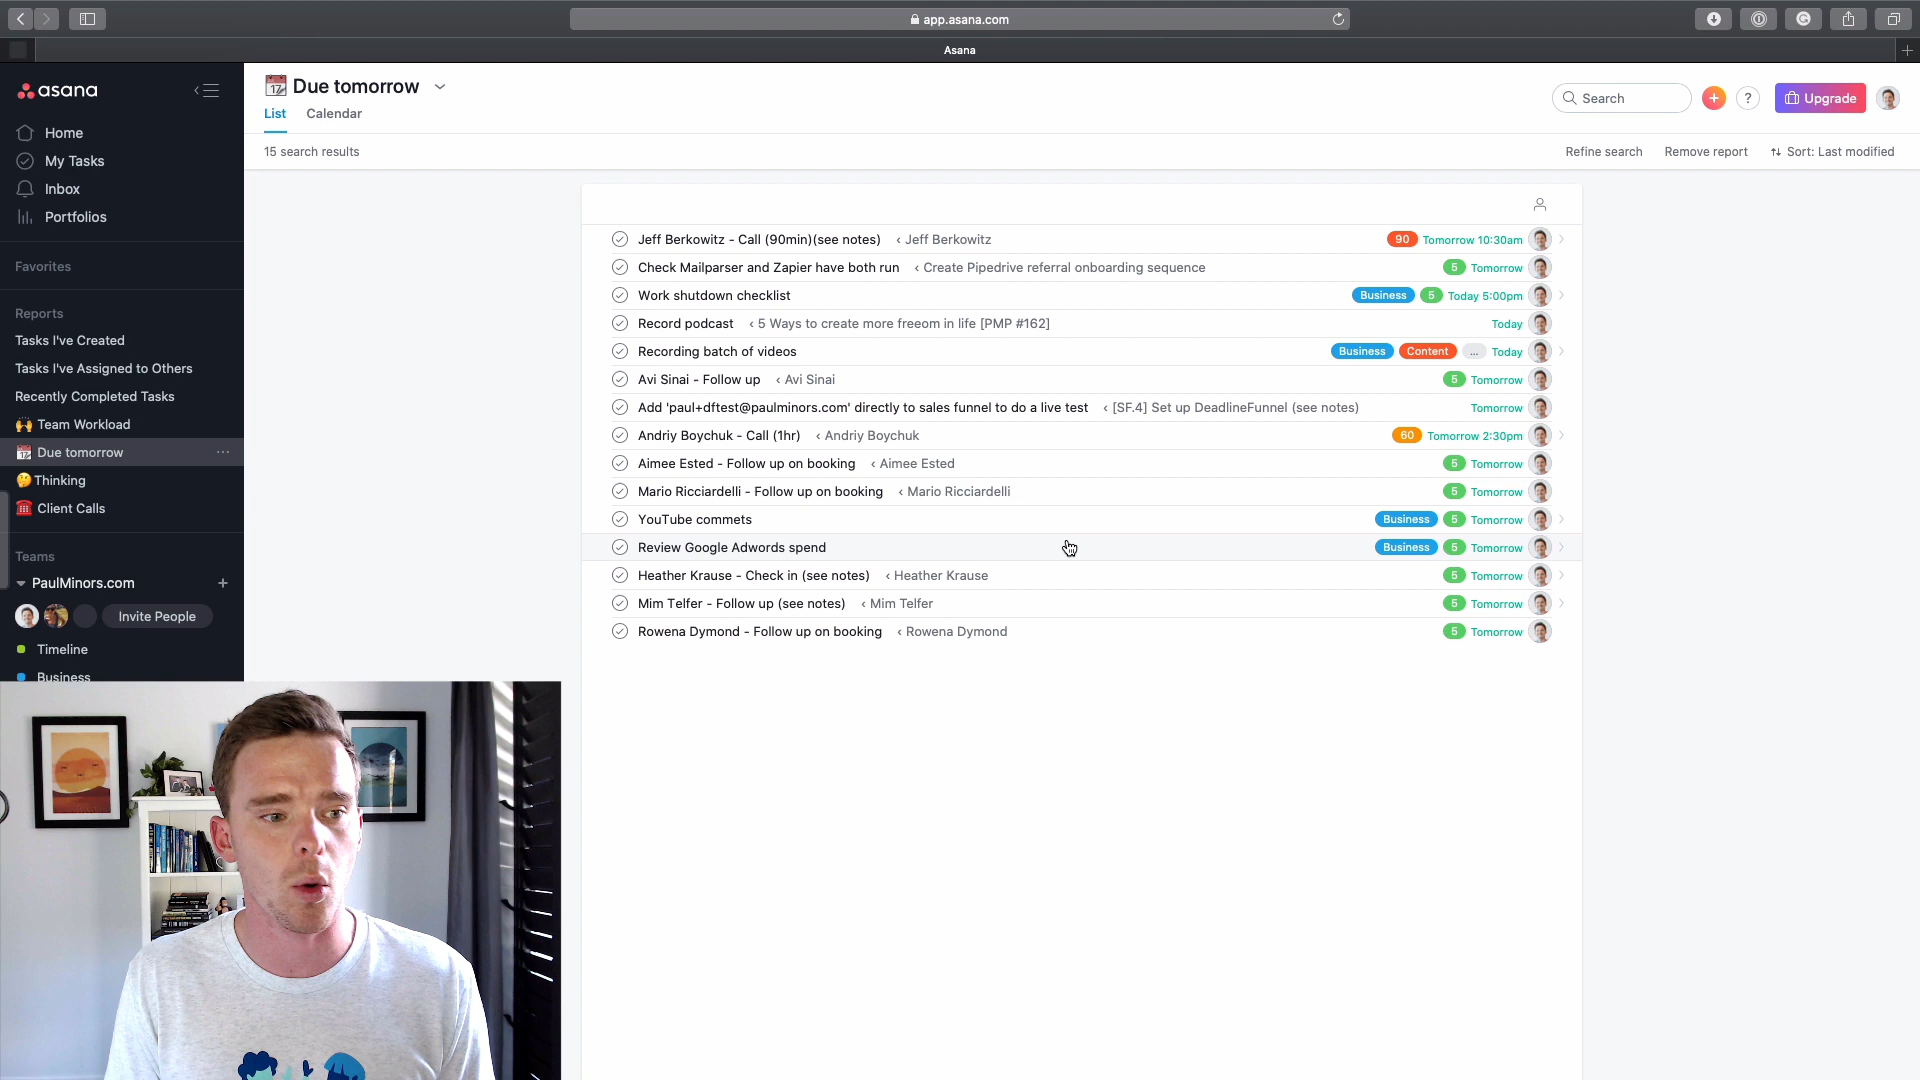 app.asana.com
Asana
asana
Home
My Tasks
Inbox
Portfolios
Favorites
Reports
Tasks I've Created
Tasks I've Assigned to Others
Recently Completed Tasks
Team Workload
Due tomorrow ...
Thinking
Client Calls
Teams
PaulMinors.com +
Invite People
Timeline
Business
17 Due tomorrow
List Calendar
Search + ? Upgrade
15 search results
Refine search Remove report Sort: Last modified
Jeff Berkowitz - Call (90min)(see notes) ‹ Jeff Berkowitz 90 Tomorrow 10:30am
Check Mailparser and Zapier have both run ‹ Create Pipedrive referral onboarding sequence 5 Tomorrow
Work shutdown checklist Business 5 Today 5:00pm
Record podcast ‹ 5 Ways to create more freeom in life [PMP #162] Today
Recording batch of videos Business Content ... Today
Avi Sinai - Follow up ‹ Avi Sinai 5 Tomorrow
Add 'paul+dftest@paulminors.com' directly to sales funnel to do a live test ‹ [SF.4] Set up DeadlineFunnel (see notes) Tomorrow
Andriy Boychuk - Call (1hr) ‹ Andriy Boychuk 60 Tomorrow 2:30pm
Aimee Ested - Follow up on booking ‹ Aimee Ested 5 Tomorrow
Mario Ricciardelli - Follow up on booking ‹ Mario Ricciardelli 5 Tomorrow
YouTube commets Business 5 Tomorrow
Review Google Adwords spend Business 5 Tomorrow
Heather Krause - Check in (see notes) ‹ Heather Krause 5 Tomorrow
Mim Telfer - Follow up (see notes) ‹ Mim Telfer 5 Tomorrow
Rowena Dymond - Follow up on booking ‹ Rowena Dymond 5 Tomorrow